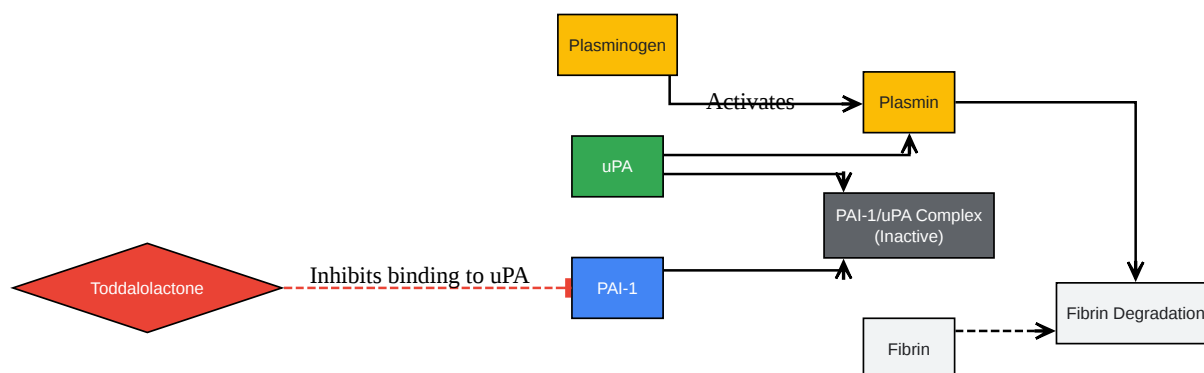 Plasminogen
Activates
Plasmin
uPA
PAI-1/uPA Complex
(Inactive)
Toddalolactone
Inhibits binding to uPA
PAI-1
Fibrin Degradation
Fibrin